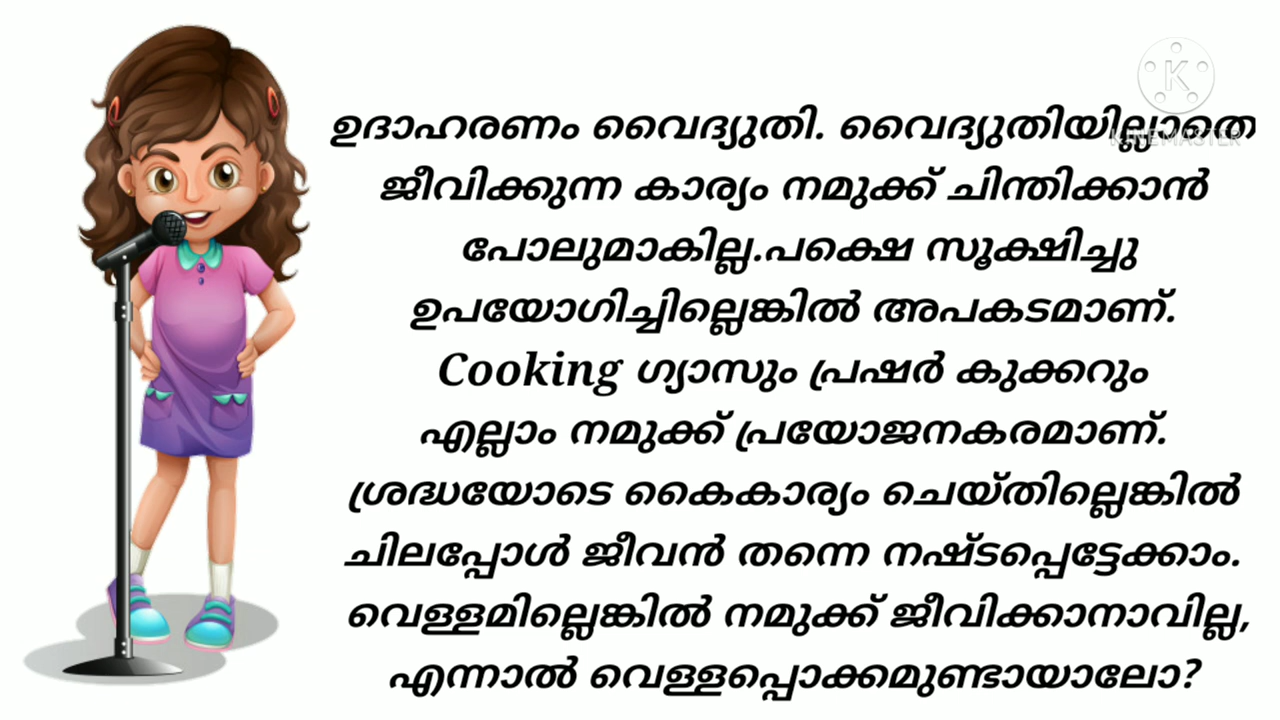 KINEMASTER
ഉദാഹരണം വൈദ്യുതി. വൈദ്യുതിയില്ലാതെ
ജീവിക്കുന്ന കാര്യം നമുക്ക് ചിന്തിക്കാൻ
പോലുമാകില്ല.പക്ഷെ സൂക്ഷിച്ചു
ഉപയോഗിച്ചില്ലെങ്കിൽ അപകടമാണ്.
Cooking ഗ്യാസും പ്രഷർ കുക്കറും
എല്ലാം നമുക്ക് പ്രയോജനകരമാണ്.
ശ്രദ്ധയോടെ കൈകാര്യം ചെയ്തില്ലെങ്കിൽ
ചിലപ്പോൾ ജീവൻ തന്നെ നഷ്ടപ്പെട്ടേക്കാം.
വെള്ളമില്ലെങ്കിൽ നമുക്ക് ജീവിക്കാനാവില്ല,
എന്നാൽ വെള്ളപ്പൊക്കമുണ്ടായാലോ?